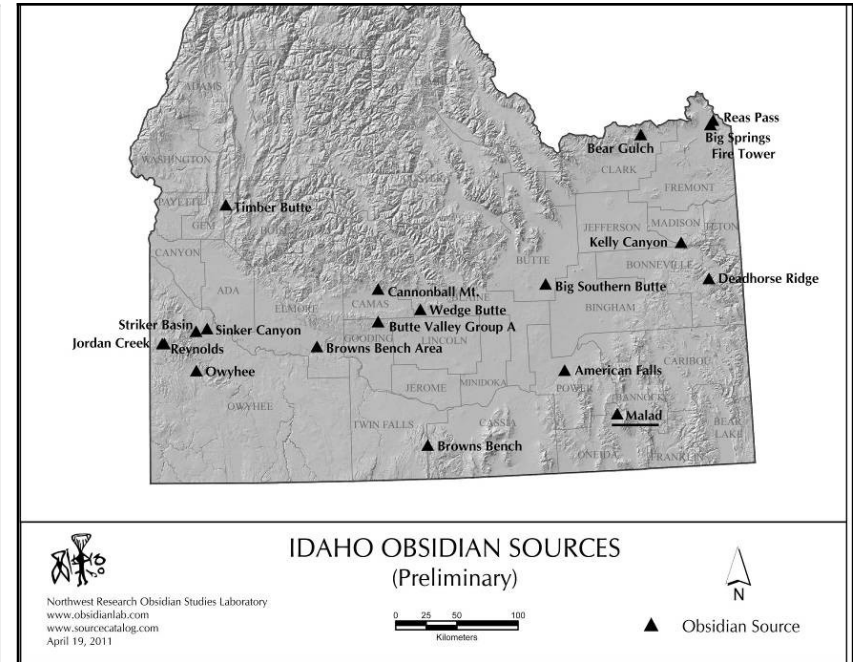 ADAMS
Reas Pass
Big Springs
Fire Tower
Bear Gulch
WASHINGTON
CLARK
FREMONT
PAYETTE
Timber Butte
GEM
JEFFERSON
MADISON
TETON
Kelly Canyon
CANYON
BUTTE
BONNEVILLE
Deadhorse Ridge
ADA
Cannonball Mt.
Big Southern Butte
ELMORE
CAMAS
BLAINE
BINGHAM
Wedge Butte
Striker Basin
Sinker Canyon
Butte Valley Group A
Jordan Creek
Reynolds
GOODING
LINCOLN
Browns Bench Area
CARIBOU
Owyhee
American Falls
JEROME
MINIDOKA
POWER
BANNOCK
OWYHEE
Malad
TWIN FALLS
CASSIA
BEAR
LAKE
Browns Bench
ONEIDA
FRANKLIN
IDAHO OBSIDIAN SOURCES
(Preliminary)
Northwest Research Obsidian Studies Laboratory
www.obsidianlab.com
www.sourcecatalog.com
April 19, 2011
0 25 50 100
Kilometers
N
Obsidian Source